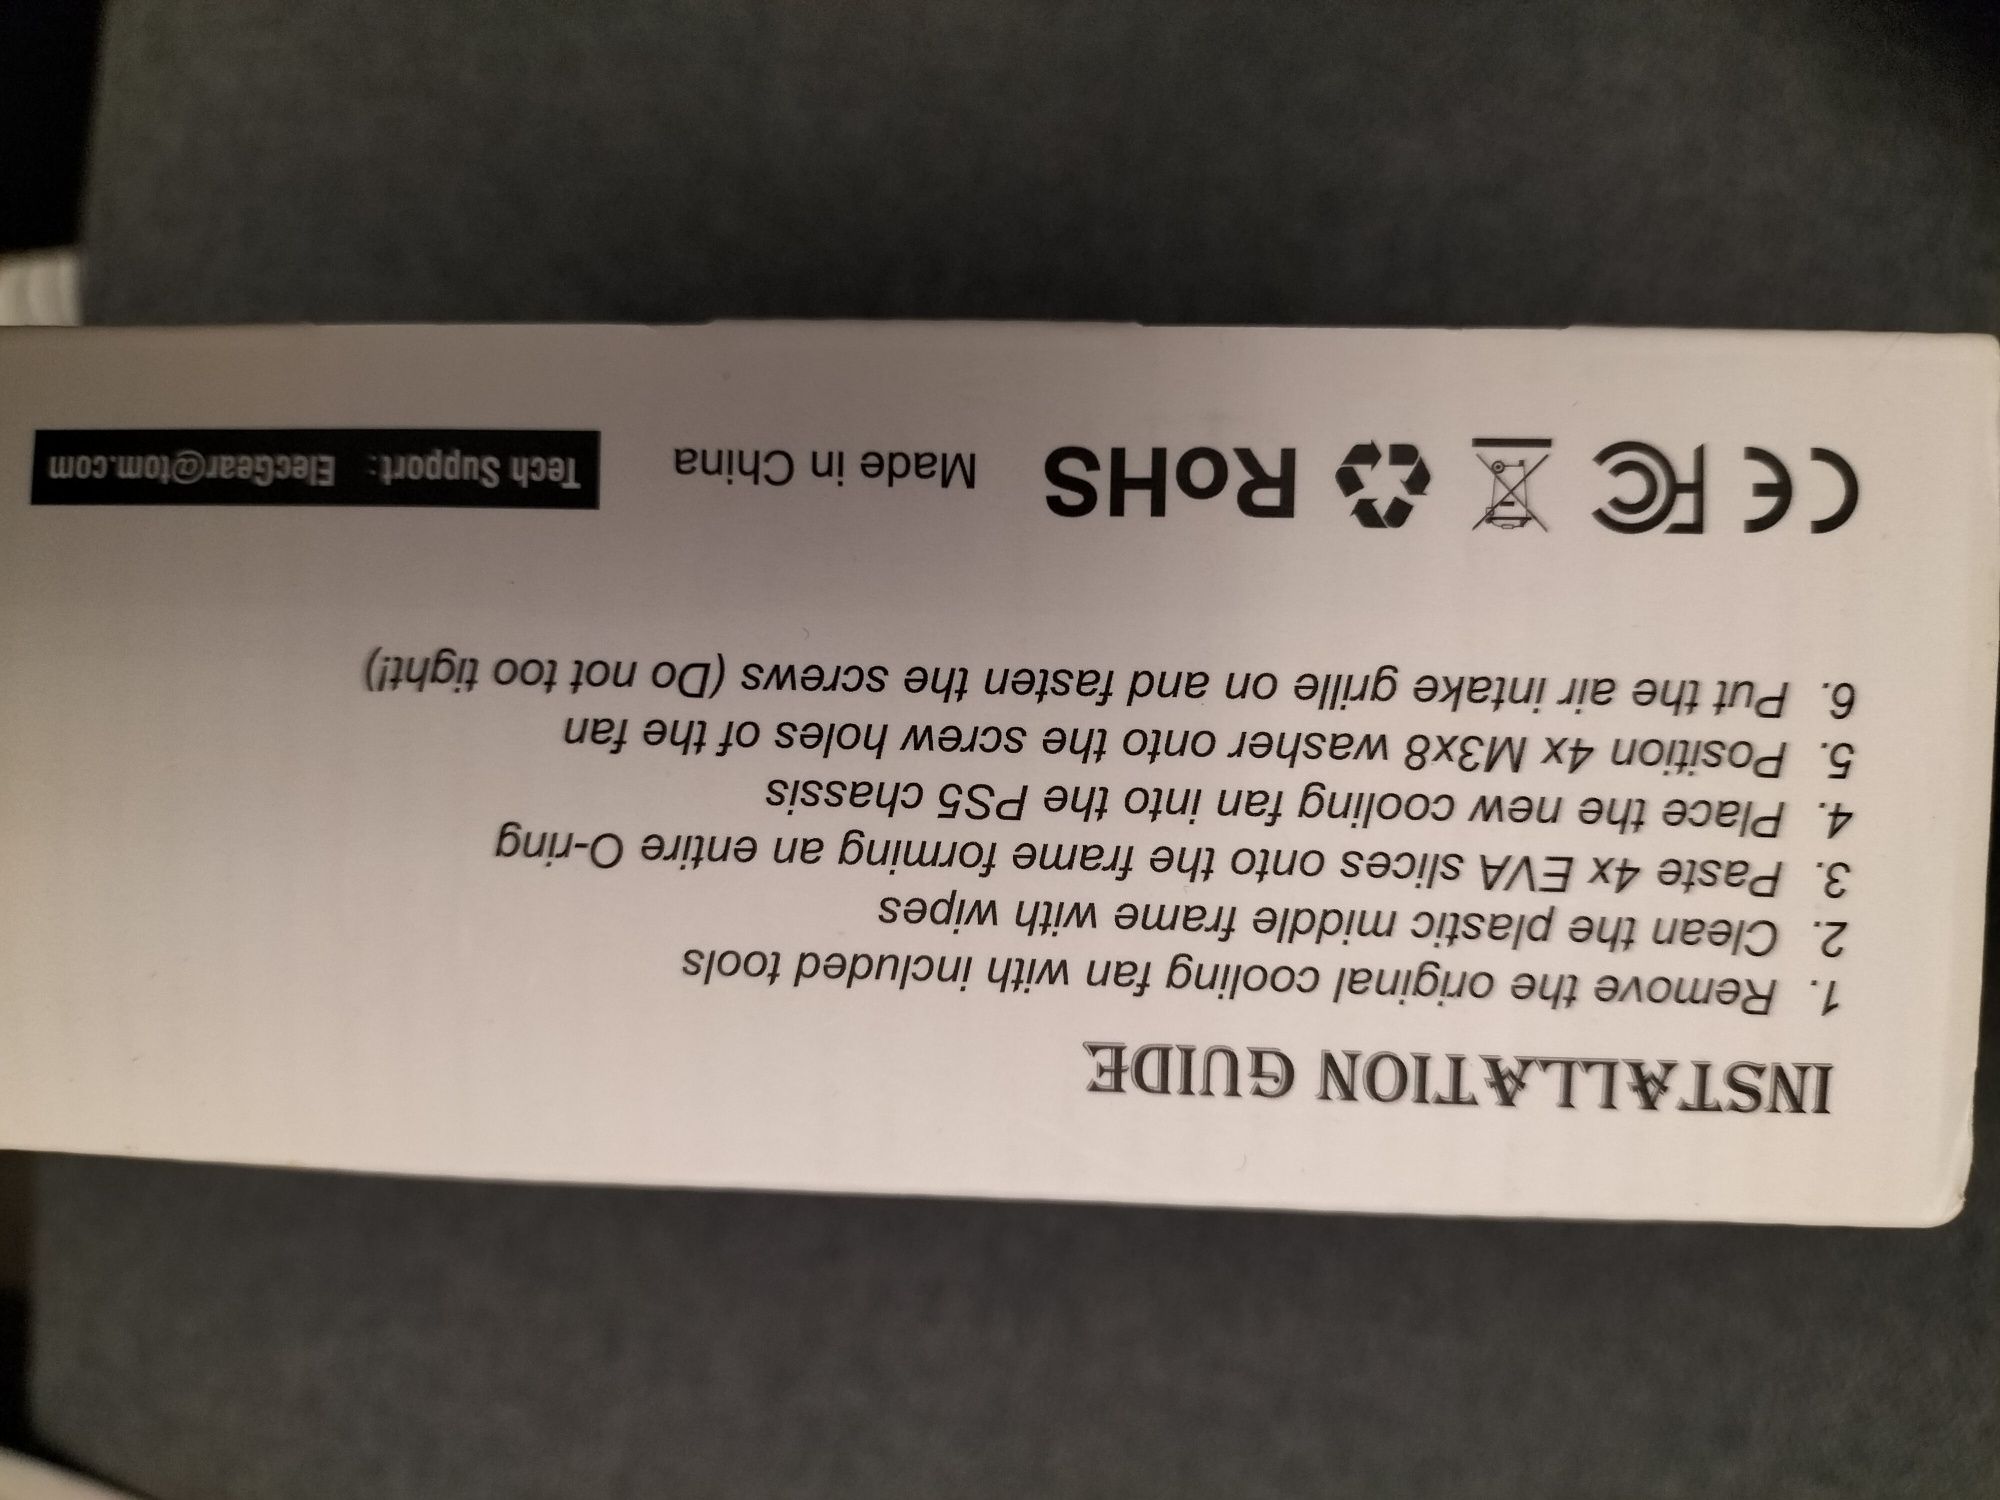 INSTALLATION GUIDE
1. Remove the original cooling fan with included tools
2. Clean the plastic middle frame with wipes
3. Paste 4x EVA slices onto the frame forming an entire O-ring
4. Place the new cooling fan into the PS5 chassis
5. Position 4x M3x8 washer onto the screw holes of the fan
6. Put the air intake grille on and fasten the screws (Do not too tight!)
CE FC RoHS Made in China Tech Support: ElecGear@tom.com